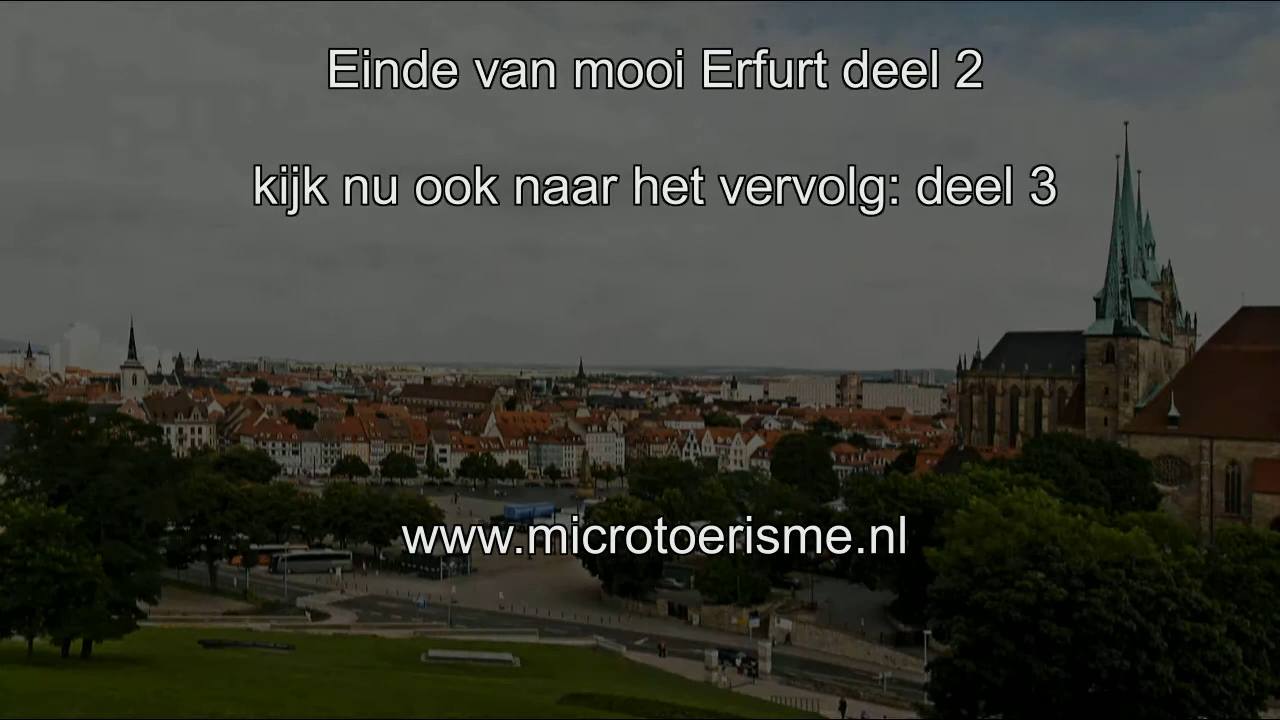 Einde van mooi Erfurt deel 2
kijk nu ook naar het vervolg: deel 3
www.microtoerisme.nl